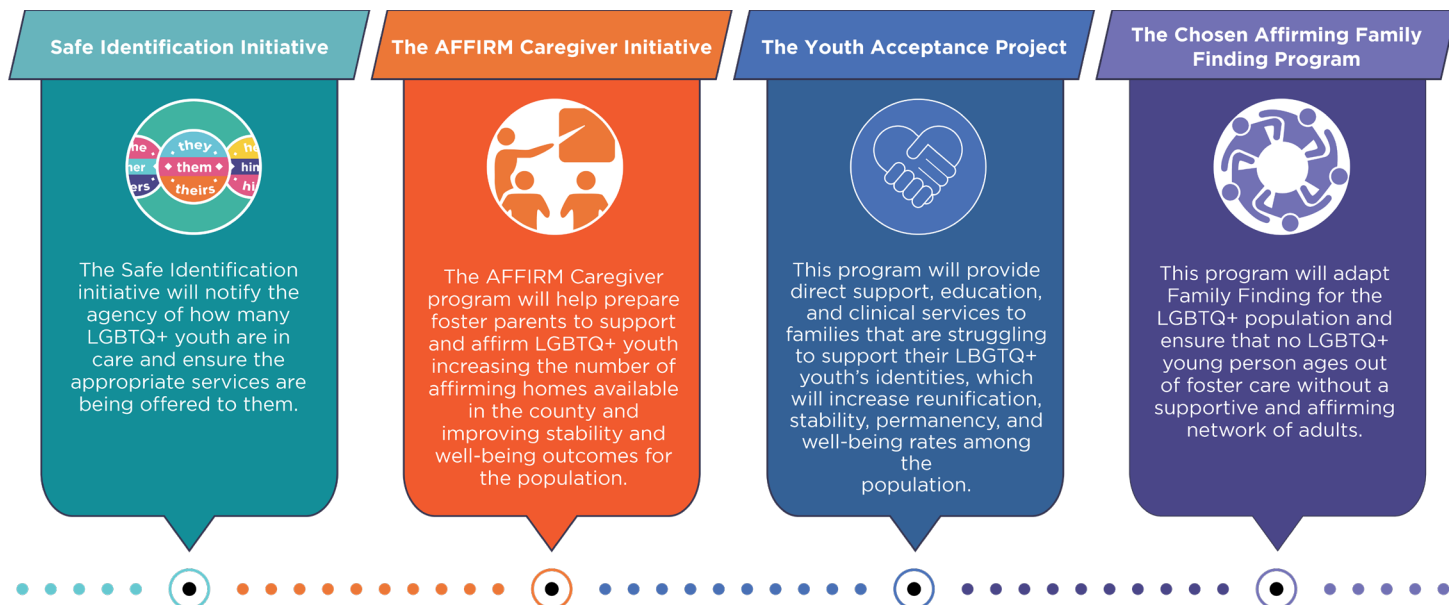 Safe Identification Initiative
they
them
theirs
The Safe Identification
initiative will notify the
agency of how many
LGBTQ+ youth are in
care and ensure the
appropriate services are
being offered to them.
The AFFIRM Caregiver Initiative
The AFFIRM Caregiver
program will help prepare
foster parents to support
and affirm LGBTQ+ youth
increasing the number of
affirming homes available
in the county and
improving stability and
well-being outcomes for
the population.
The Youth Acceptance Project
This program will provide
direct support, education,
and clinical services to
families that are struggling
to support their LBGTQ+
youth’s identities, which
will increase reunification,
stability, permanency, and
well-being rates among
the
population.
The Chosen Affirming Family
Finding Program
This program will adapt
Family Finding for the
LGBTQ+ population and
ensure that no LGBTQ+
young person ages out
of foster care without a
supportive and affirming
network of adults.